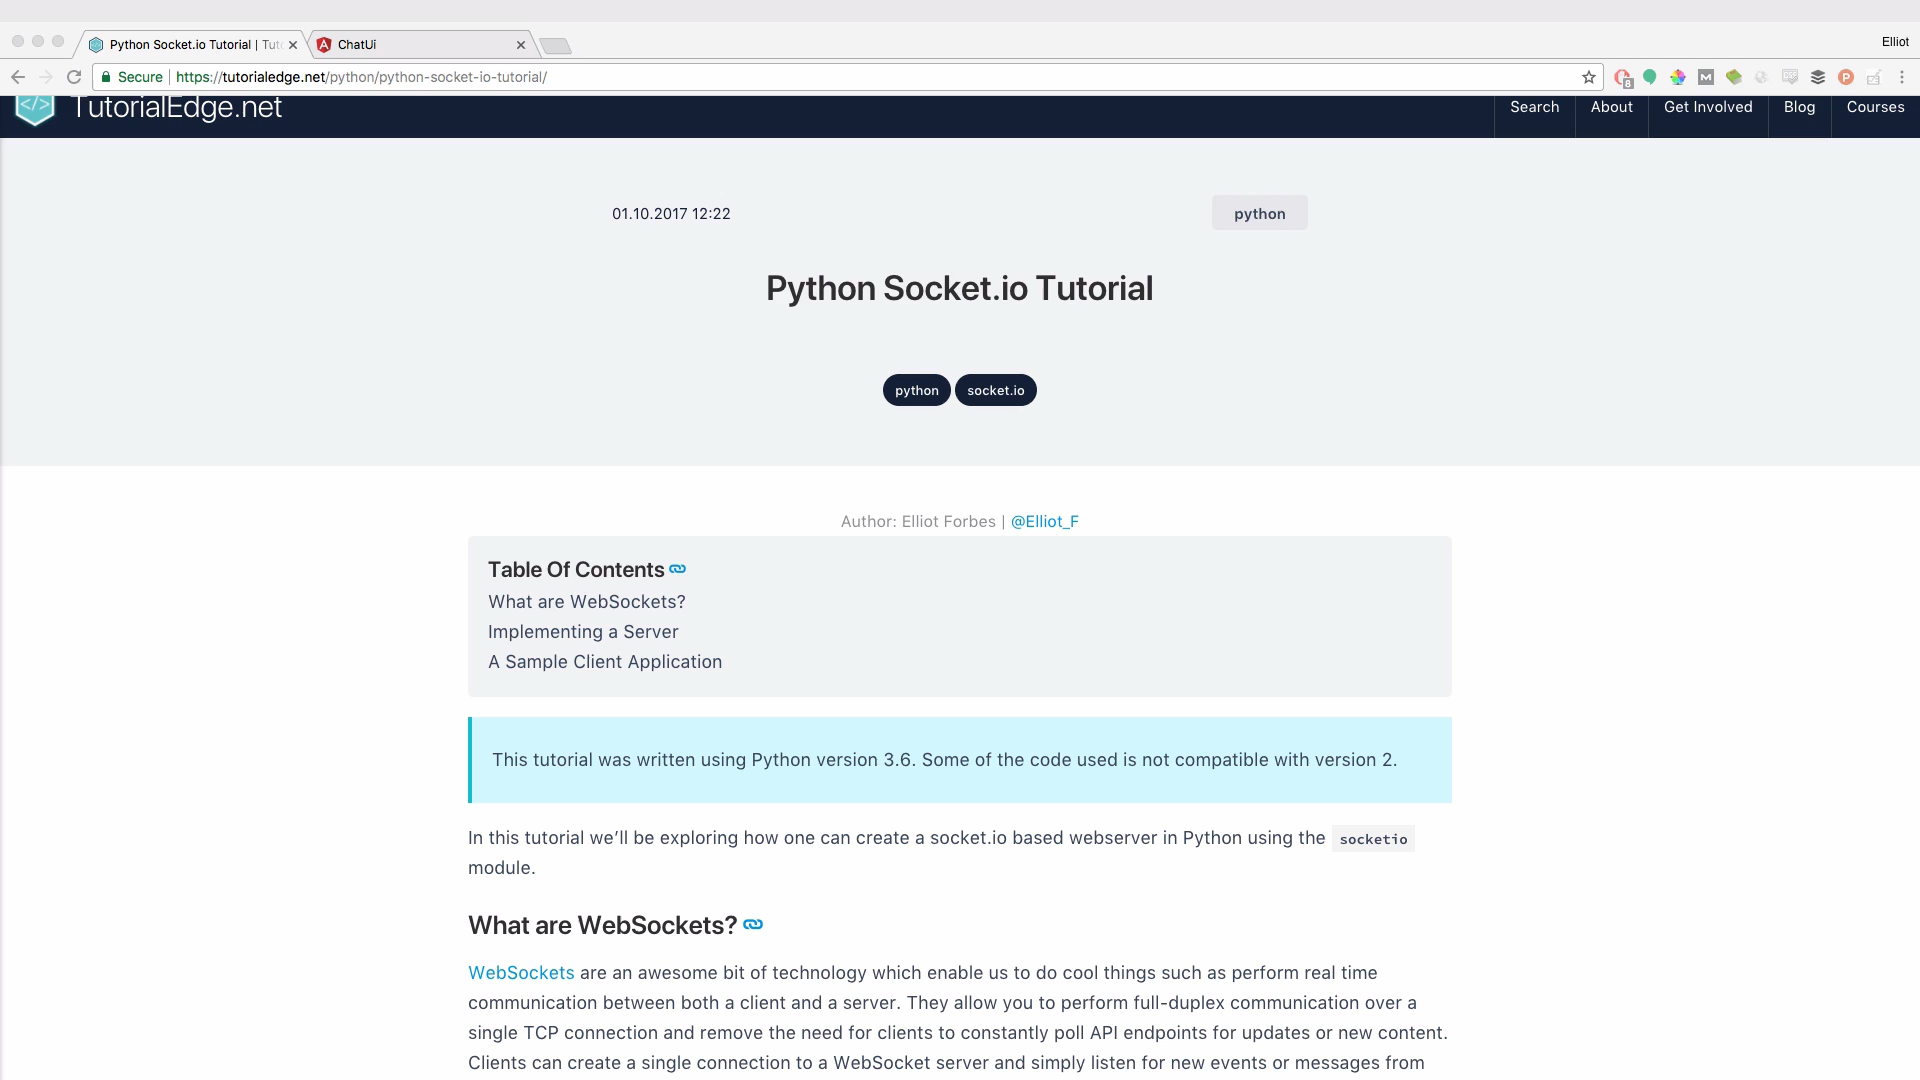 Python Socket.io Tutorial | Tut
ChatUi
Elliot
Secure
https://tutorialedge.net/python/python-socket-io-tutorial/
8
M
P
</>
TutorialEdge.net
Search
About
Get Involved
Blog
Courses
01.10.2017 12:22
python
Python Socket.io Tutorial
python
socket.io
Author: Elliot Forbes | @Elliot_F
Table Of Contents
What are WebSockets?
Implementing a Server
A Sample Client Application
This tutorial was written using Python version 3.6. Some of the code used is not compatible with version 2.
In this tutorial we’ll be exploring how one can create a socket.io based webserver in Python using the socketio
module.
What are WebSockets?
WebSockets are an awesome bit of technology which enable us to do cool things such as perform real time
communication between both a client and a server. They allow you to perform full-duplex communication over a
single TCP connection and remove the need for clients to constantly poll API endpoints for updates or new content.
Clients can create a single connection to a WebSocket server and simply listen for new events or messages from